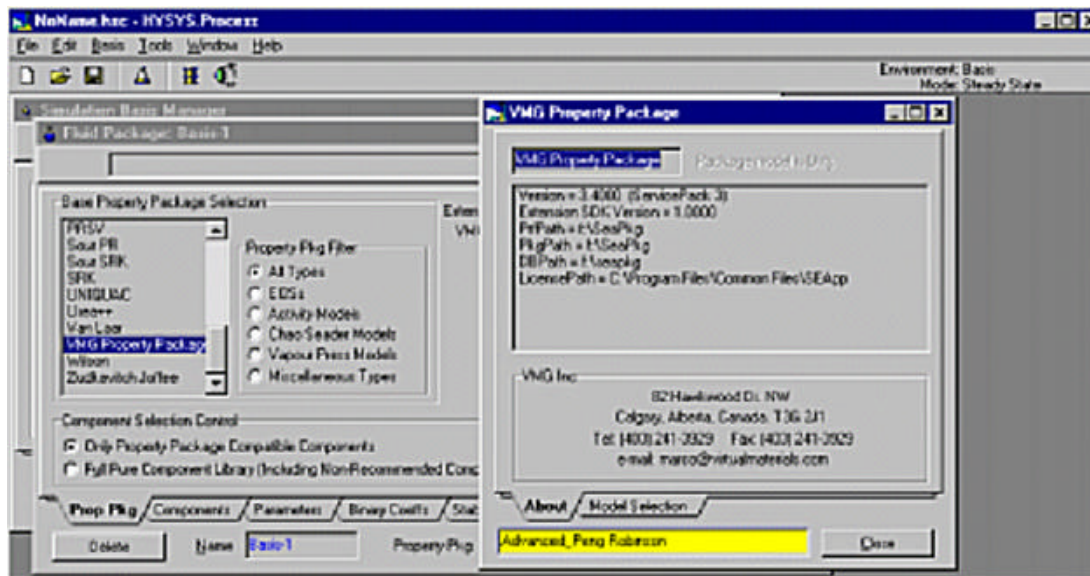 NoName.hsc - HYSYS.Process
File Edit Basis Tools Window Help
Environment: Basis
Mode: Steady State
Simulation Basis Manager
Fluid Package: Basis-1
Base Property Package Selection
PRSV
Sour PR
Sour SRK
SRK
UNIQUAC
Van Laar
VMG Property Package
Wilson
Zudkevitch Joffee
Property Pkg Filter
All Types
EOSs
Activity Models
Chao Seader Models
Vapour Press Models
Miscellaneous Types
Component Selection Control
Only Property Package Compatible Components
Full Pure Component Library (Including Non-Recommended Comp
Prop Pkg Components Parameters Binary Coeffs Stab
Delete Name Basis-1 Property Pkg
VMG Property Package
VMG Property Package
Version = 3.4000 (ServicePack 3)
Extension SDK Version = 1.0000
PkgPath = f:\SeaPkg
DBPath = f:\seapkg
LicensePath = C:\Program Files\Common Files\SEApp
VMG Inc
82 Hawkwood Dr. NW
Calgary, Alberta, Canada, T3G 2J1
Tel: (403) 241-3929 Fax: (403) 241-3929
e-mail: marco@virtualmaterials.com
About Model Selection
Advanced_Peng Robinson
Close